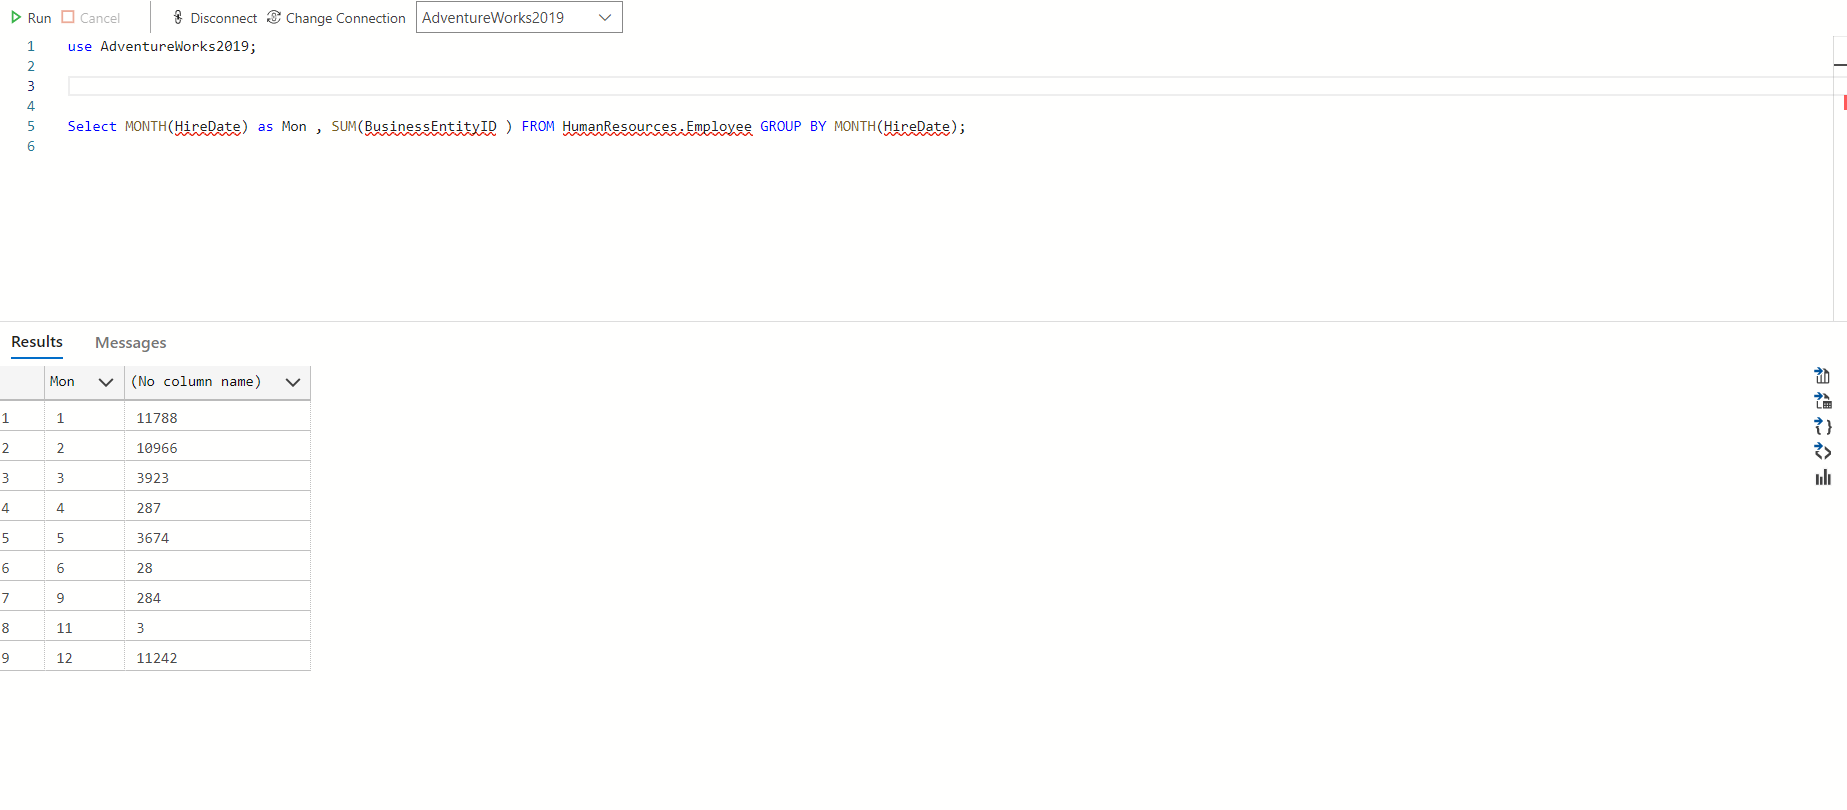 Run Cancel Disconnect Change Connection AdventureWorks2019
1 use AdventureWorks2019;
2
3
4
5 Select MONTH(HireDate) as Mon , SUM(BusinessEntityID ) FROM HumanResources.Employee GROUP BY MONTH(HireDate);
6
Results Messages
Mon (No column name)
1 1 11788
2 2 10966
3 3 3923
4 4 287
5 5 3674
6 6 28
7 9 284
8 11 3
9 12 11242